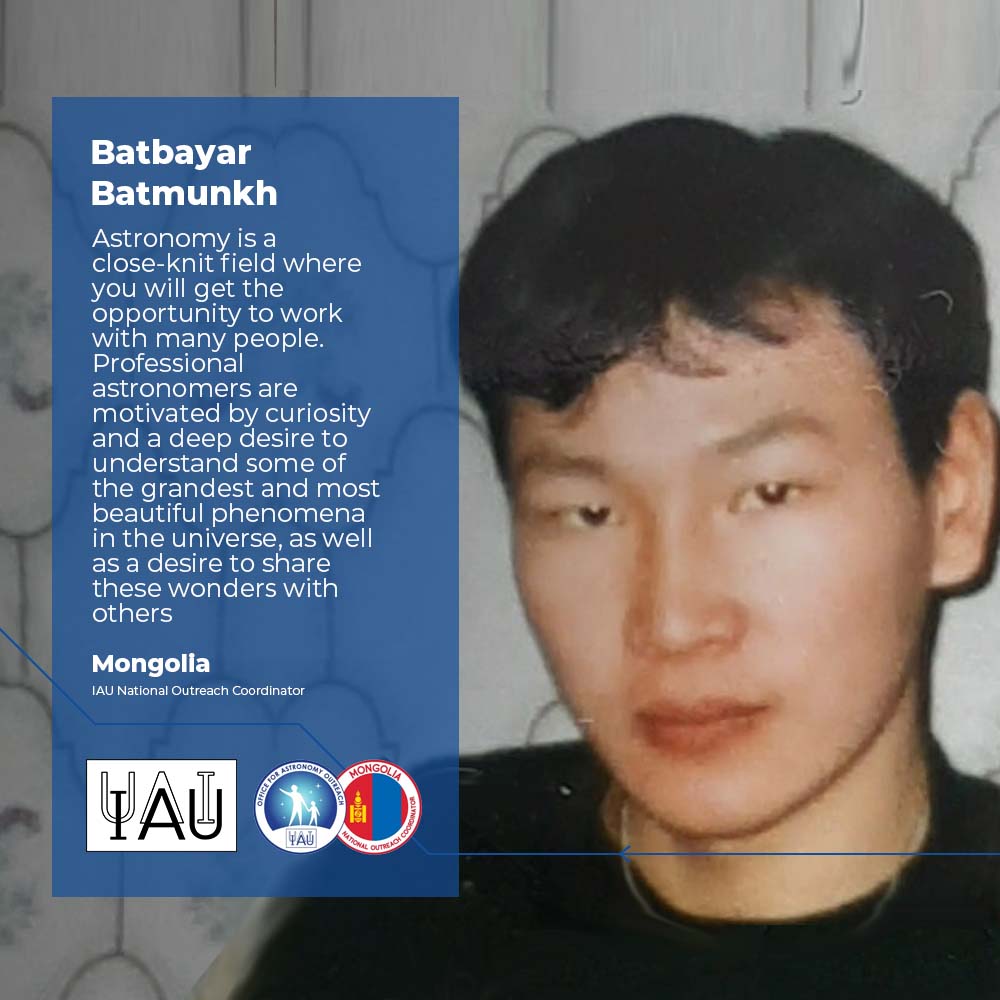 Batbayar
Batmunkh
Astronomy is a
close-knit field where
you will get the
opportunity to work
with many people.
Professional
astronomers are
motivated by curiosity
and a deep desire to
understand some of
the grandest and most
beautiful phenomena
in the universe, as well
as a desire to share
these wonders with
others
Mongolia
IAU National Outreach Coordinator
UAI
IAU
OFFICE FOR ASTRONOMY OUTREACH
UAI
IAU
MONGOLIA
NATIONAL OUTREACH COORDINATOR